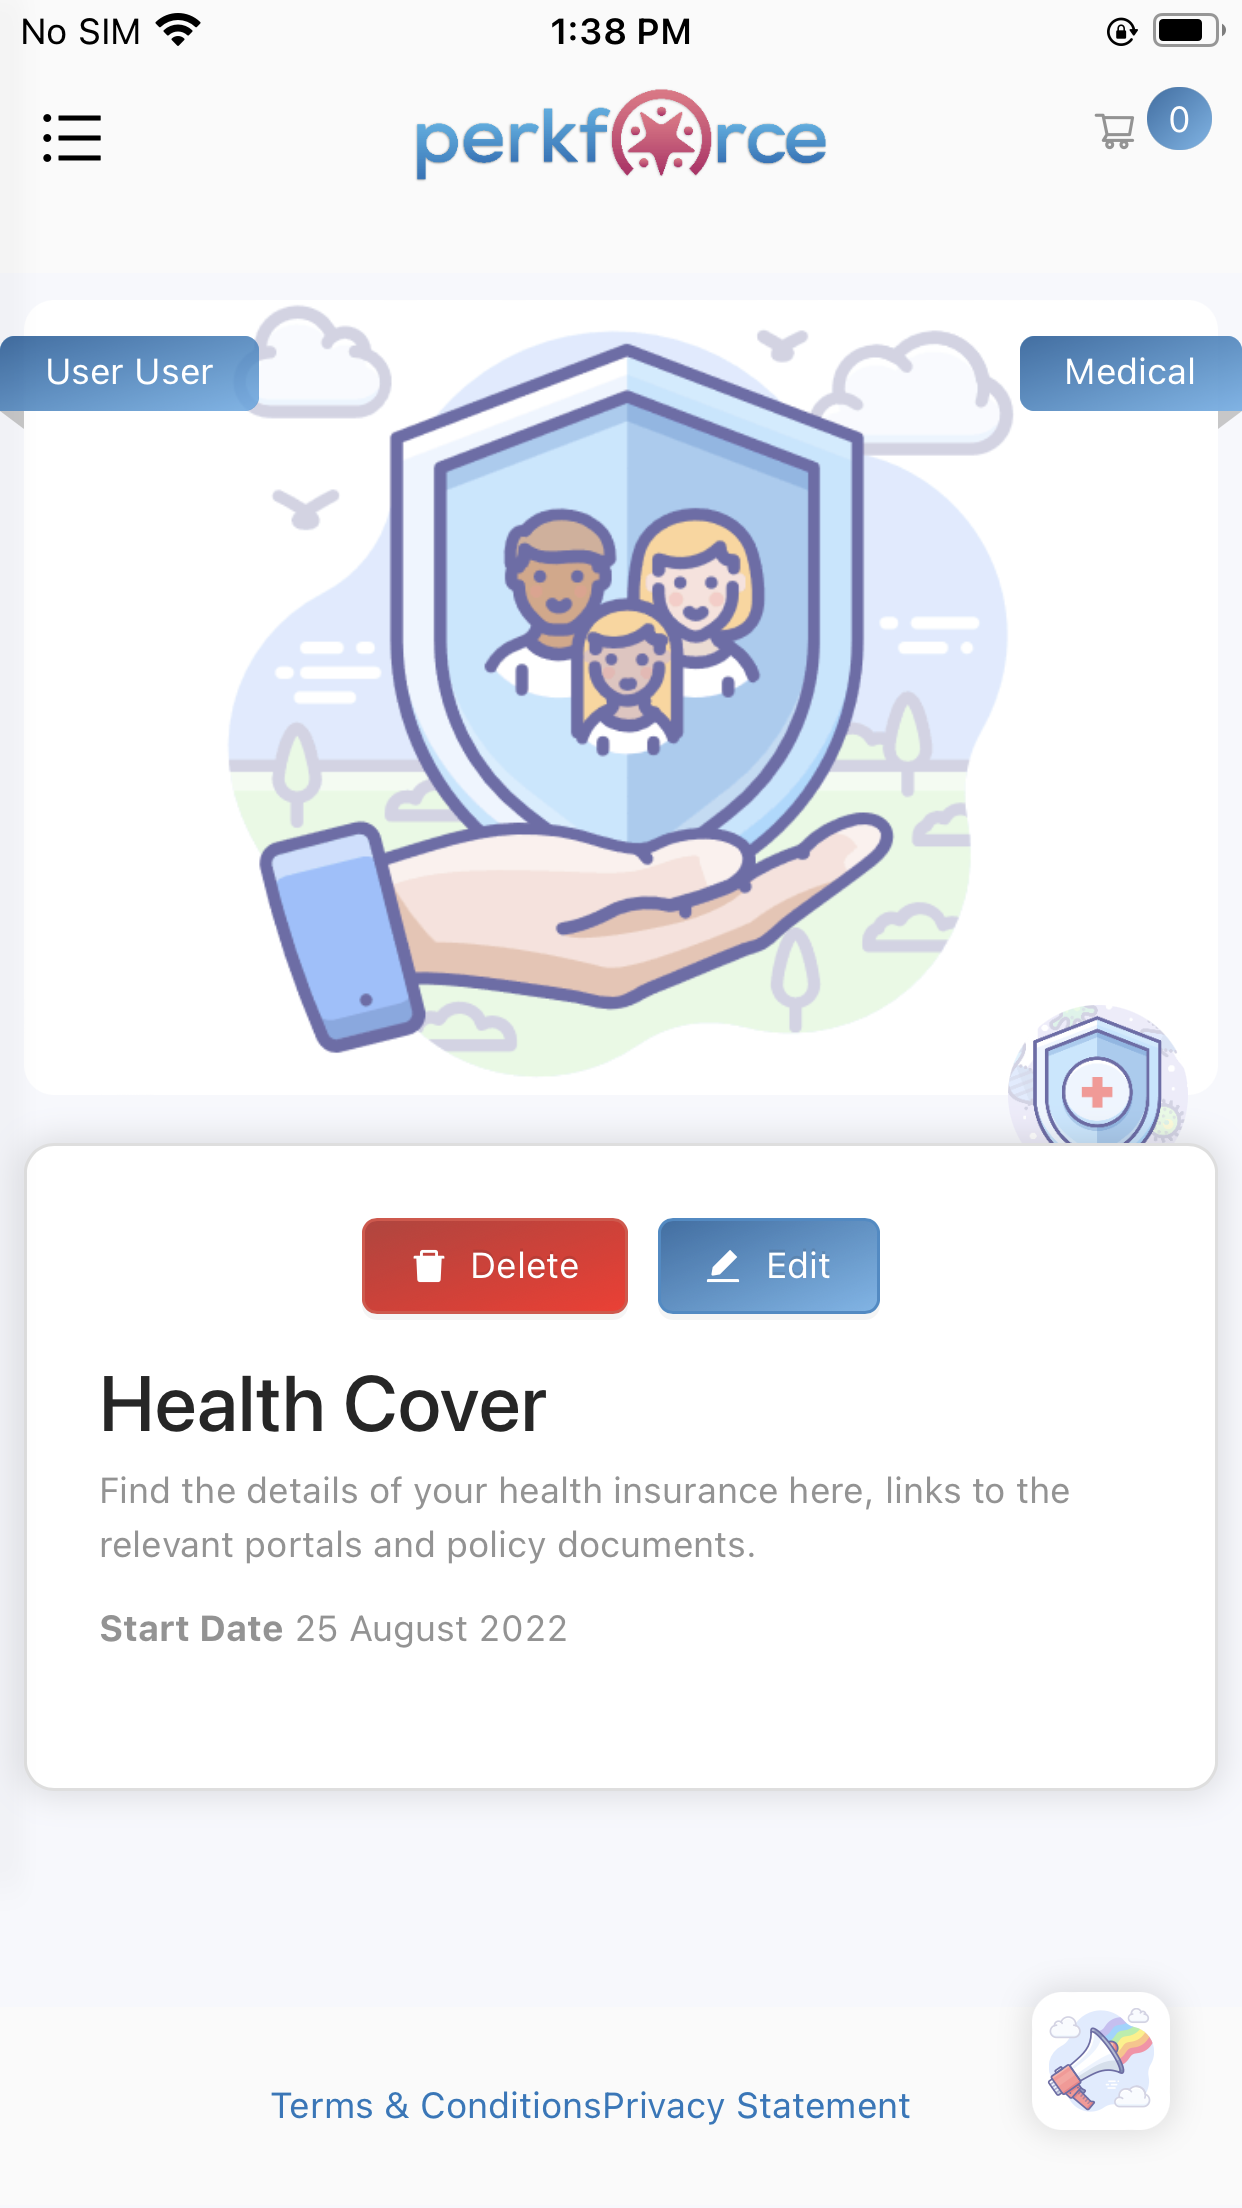 No SIM 1:38 PM
perkforce
0
User User
Medical
Delete
Edit
Health Cover
Find the details of your health insurance here, links to the
relevant portals and policy documents.
Start Date 25 August 2022
Terms & ConditionsPrivacy Statement